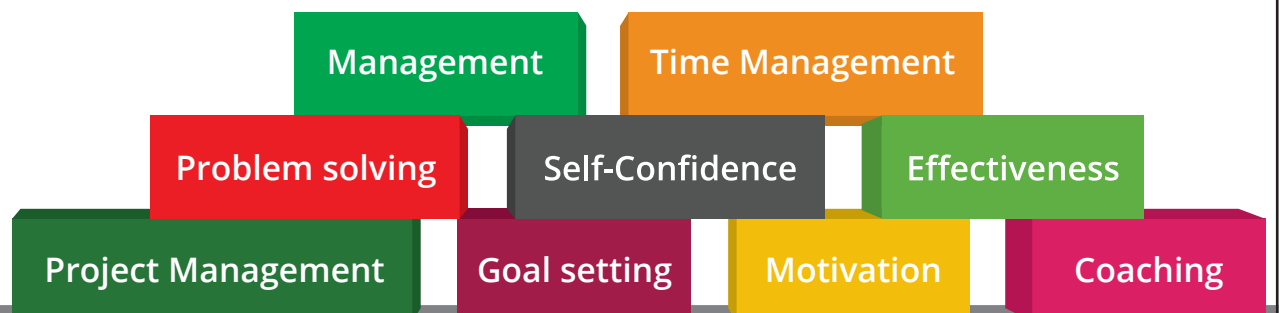 Management Time Management
Problem solving Self-Confidence Effectiveness
Project Management Goal setting Motivation Coaching